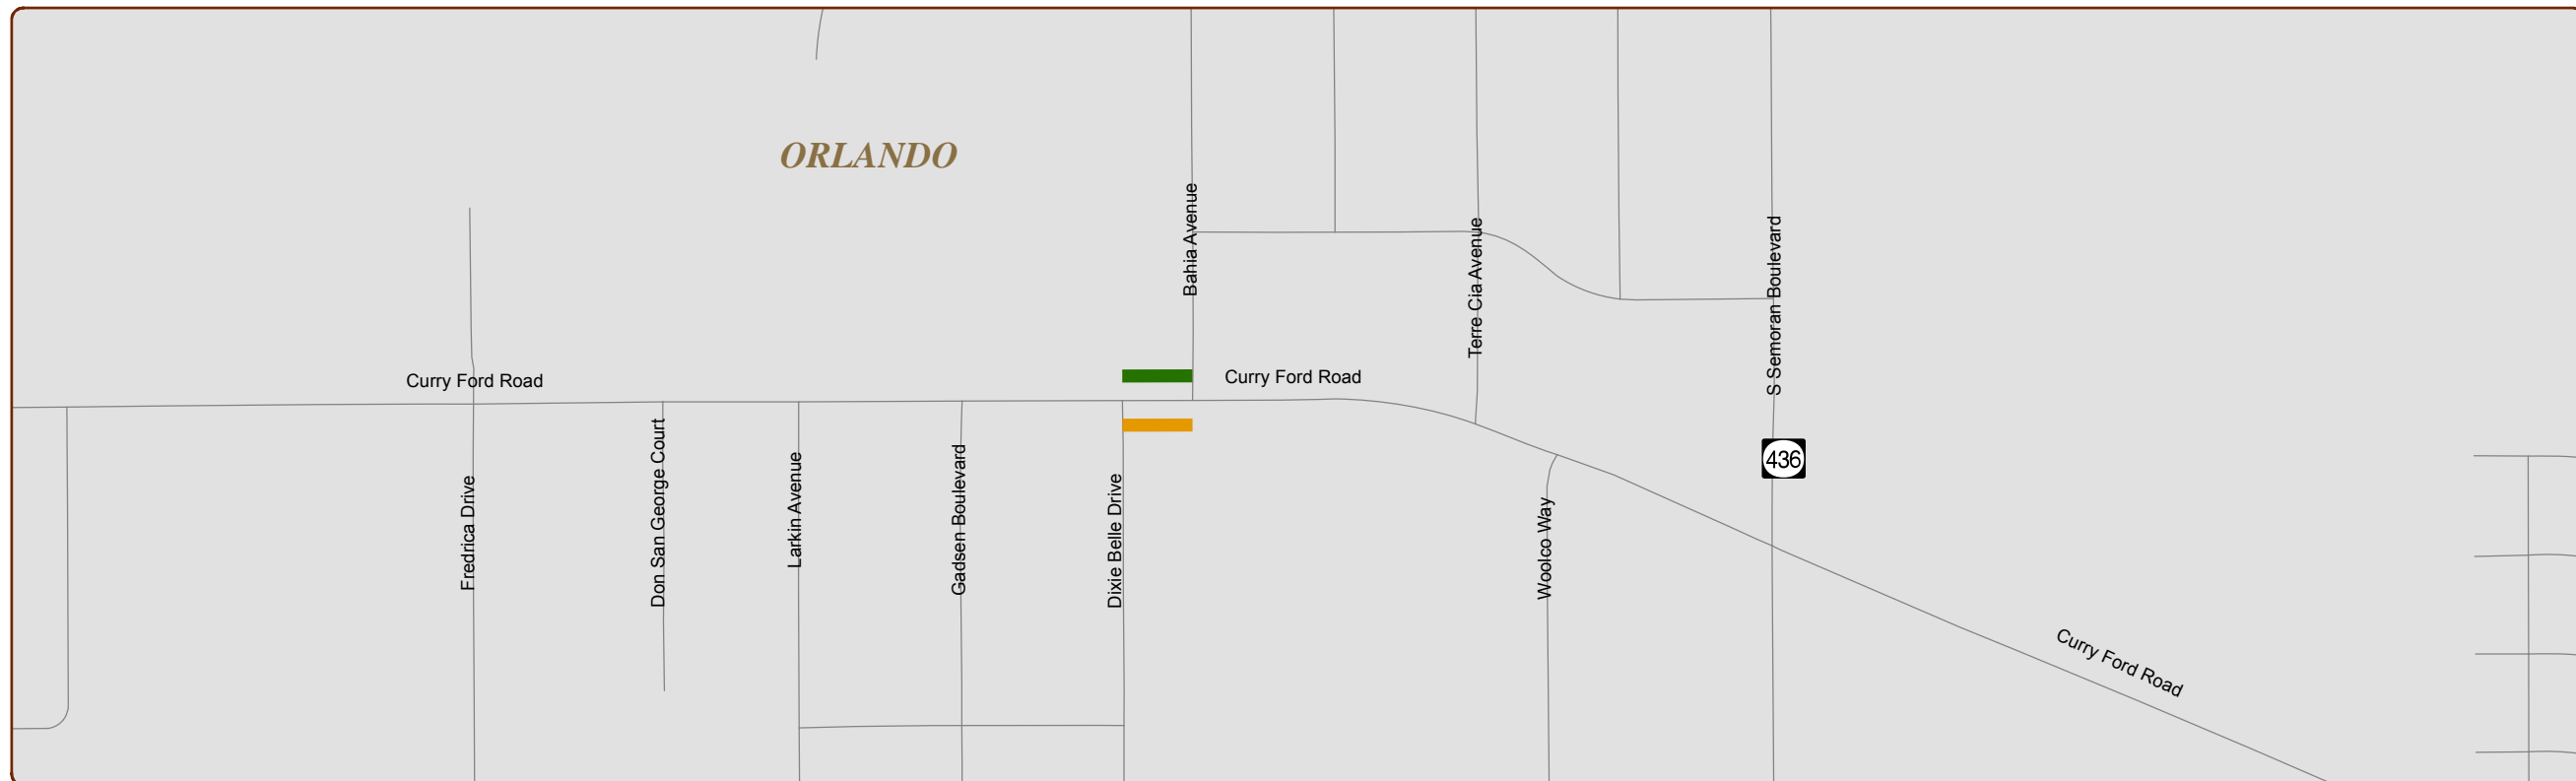 ORLANDO
Bahia Avenue
Terre Cia Avenue
S Semoran Boulevard
Curry Ford Road
Curry Ford Road
436
Fredrica Drive
Don San George Court
Larkin Avenue
Gadsen Boulevard
Dixie Belle Drive
Woolco Way
Curry Ford Road